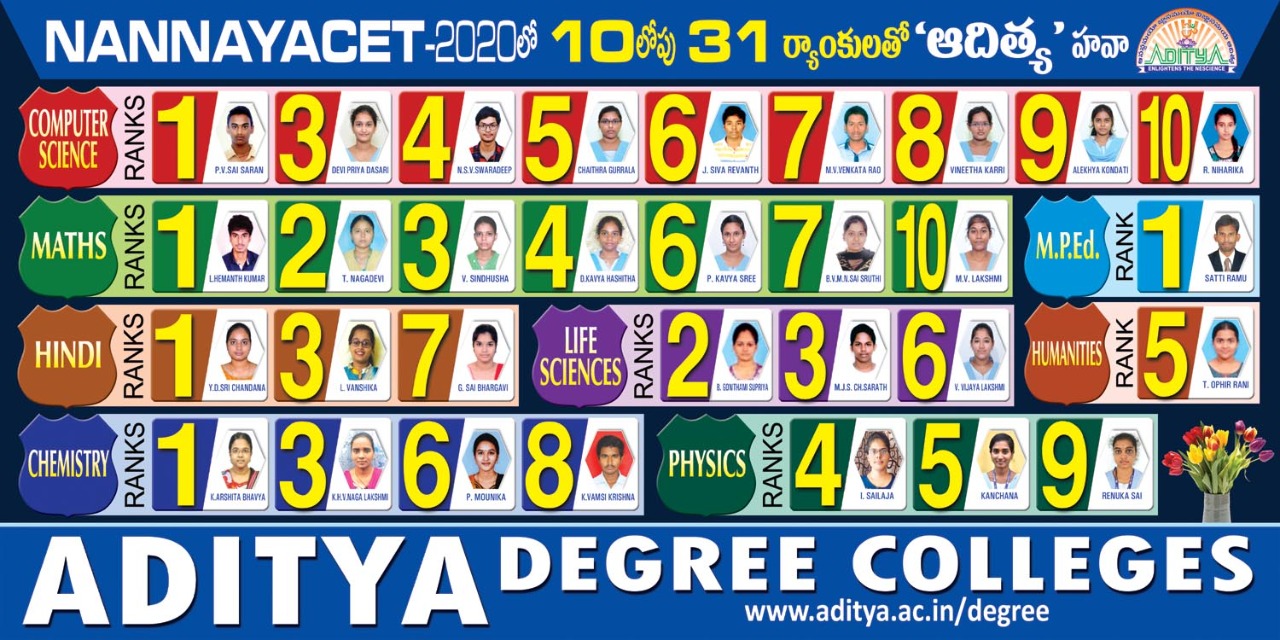 NANNAYACET-2020లో 10లోపు 31 ర్యాంకులతో 'ఆదిత్య' హవా
ADITYA
ENLIGHTENS THE NESCIENCE
COMPUTER SCIENCE RANKS 1 3 4 5 6 7 8 9 10
P.V.SAI SARAN DEVI PRIYA DASARI N.S.V.SWARADEEP CHAITHRA GURRALA J. SIVA REVANTH M.V.VENKATA RAO VINEETHA KARRI ALEKHYA KONDATI R. NIHARIKA
MATHS RANKS 1 2 3 4 6 7 10
I.HEMANTH KUMAR T. NAGADEVI V. SINDHUSHA D.KAVYA HASHITHA P. KAVYA SREE B.V.M.N.SAI SRUTHI M.V. LAKSHMI
M.P.Ed. RANK 1
SATTI RAMU
HINDI RANKS 1 3 7
Y.D.SRI CHANDANA L. VANSHIKA G. SAI BHARGAVI
LIFE SCIENCES RANKS 2 3 6
B. GOWTHAMI SUPRIYA M.J.S. CH.SARATH V. VIJAYA LAKSHMI
HUMANITIES RANK 5
T. OPHIR RANI
CHEMISTRY RANKS 1 3 6 8
K.ARSHITA BHAVYA K.H.V.NAGA LAKSHMI P. MOUNIKA K.VAMSI KRISHNA
PHYSICS RANKS 4 5 9
I. SAILAJA KANCHANA RENUKA SAI
ADITYA DEGREE COLLEGES
www.aditya.ac.in/degree